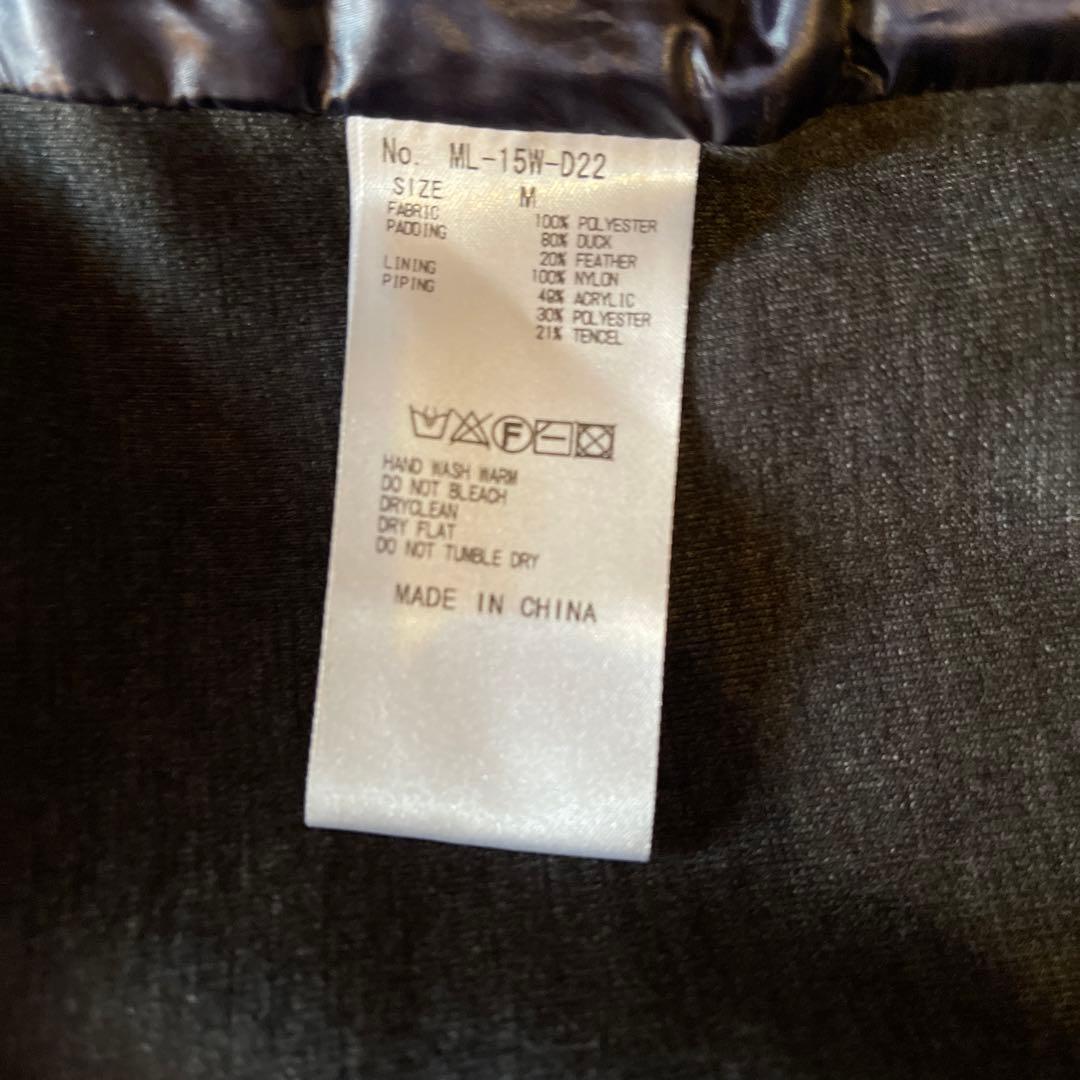 No. ML-15W-D22
SIZE M
FABRIC 100% POLYESTER
PADDING 80% DUCK
20% FEATHER
LINING 100% NYLON
PIPING 49% ACRYLIC
30% POLYESTER
21% TENCEL
F
HAND WASH WARM
DO NOT BLEACH
DRYCLEAN
DRY FLAT
DO NOT TUMBLE DRY
MADE IN CHINA